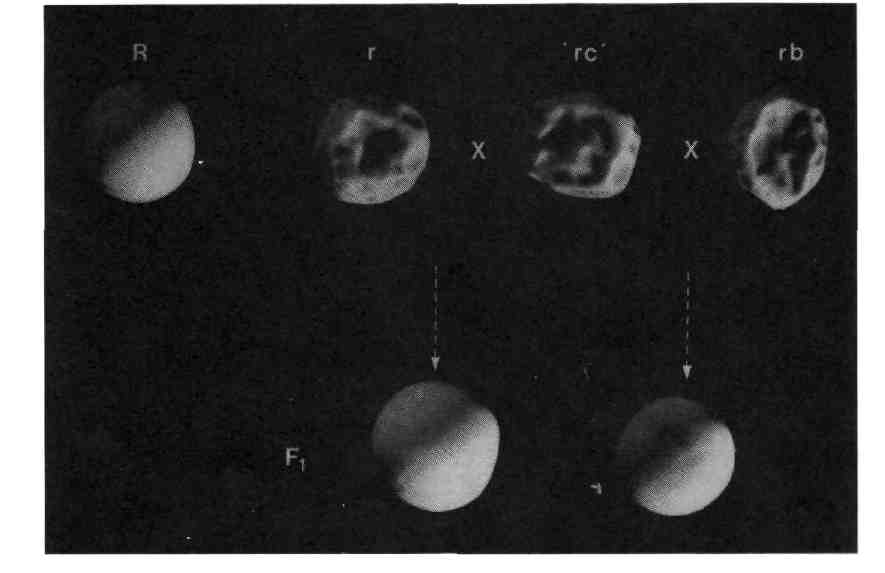 R r 'rc' rb
X X
F₁